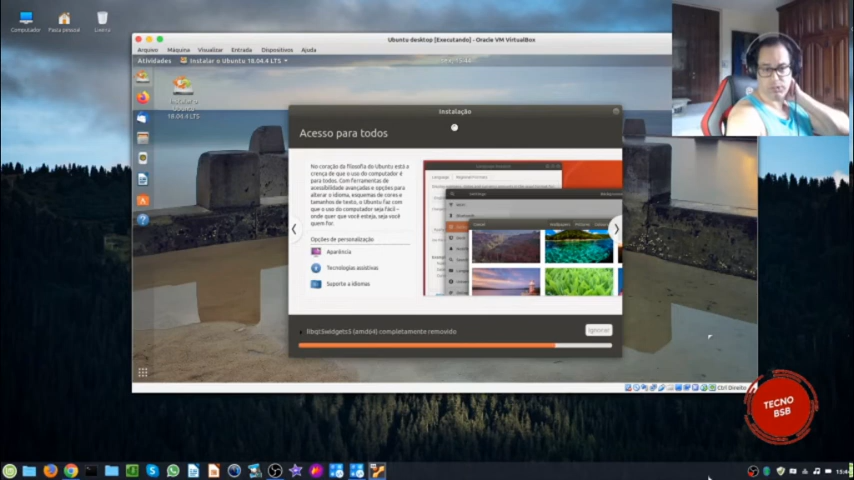 Ubuntu desktop [Executando] - Oracle VM VirtualBox
Computador
Pasta pessoal
Lixeira
Arquivo Máquina Visualizar Entrada Dispositivos Ajuda
Atividades
Instalar o Ubuntu 18.04.4 LTS
Instalar o
Ubuntu
18.04.4 LTS
Instalação
Acesso para todos
No coração da filosofia do Ubuntu está a
crença de que o uso do computador é
para todos. Com ferramentas de
acessibilidade avançadas e opções para
alterar o idioma, esquemas de cores e
tamanhos de texto, o Ubuntu faz com
que o uso do computador seja fácil –
onde quer que você esteja, seja você
quem for.
Opções de personalização
Aparência
Tecnologias assistivas
Suporte a idiomas
Language Regional Formats
Wallpapers Pictures
libqt5widgets5 (amd64) completamente removido
Ignorar
Ctrl Direito
TECNO
BSB